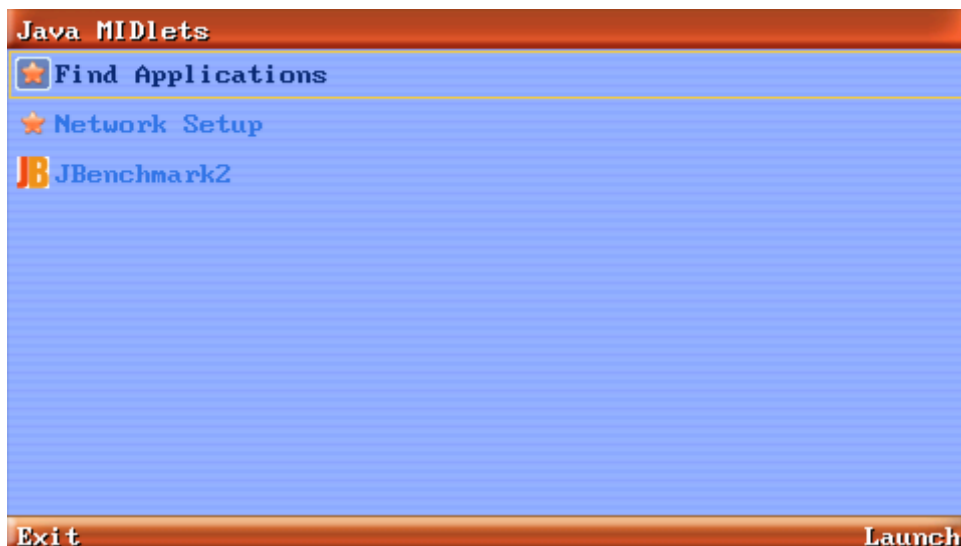 Java MIDlets
Find Applications
Network Setup
JB JBenchmark2
Exit Launch